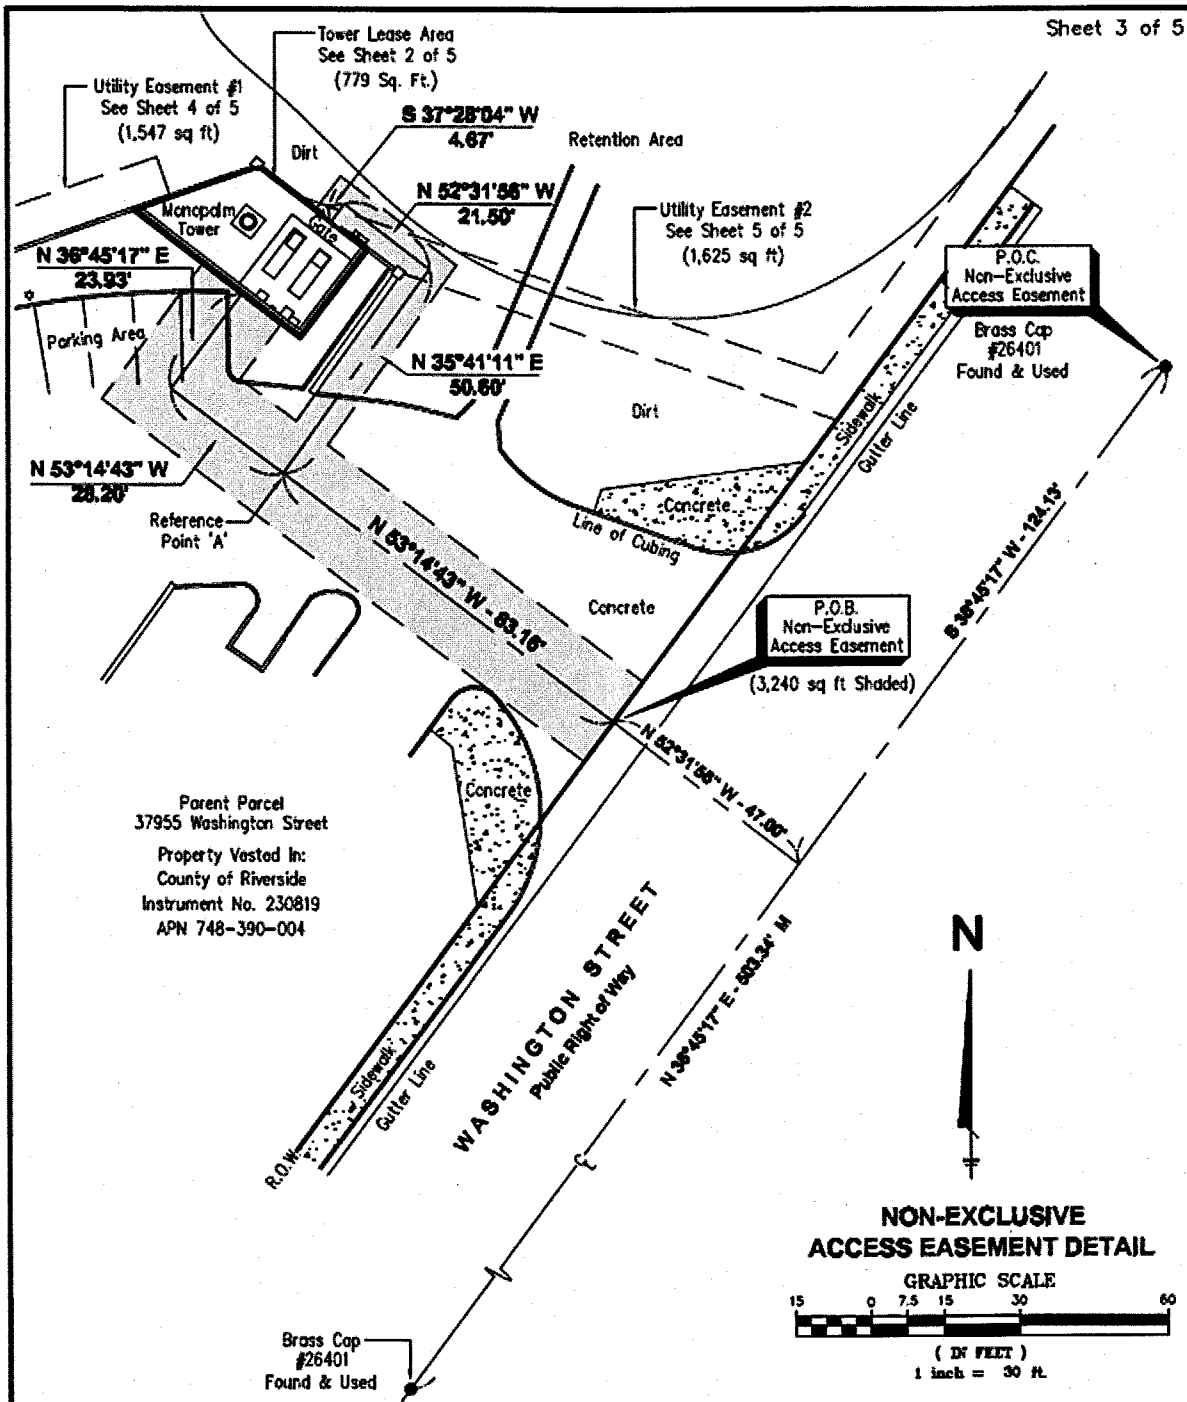 Sheet 3 of 5
Tower Lease Area
See Sheet 2 of 5
(779 Sq. Ft.)
Utility Easement #1
See Sheet 4 of 5
(1,547 sq ft)
S 37°28'04" W
4.67'
Dirt
Retention Area
N 52°31'56" W
21.50'
Utility Easement #2
See Sheet 5 of 5
(1,625 sq ft)
Monopalm
Tower
Gate
N 36°45'17" E
23.93'
P.O.C.
Non-Exclusive
Access Easement
Parking Area
Brass Cap
#26401
Found & Used
N 35°41'11" E
50.60'
Dirt
Sidewalk
Gutter Line
N 53°14'43" W
28.20'
Concrete
Reference
Point 'A'
Line of Cubing
N 53°14'43" W - 83.16'
S 36°45'17" W - 124.13'
Concrete
P.O.B.
Non-Exclusive
Access Easement
(3,240 sq ft Shaded)
N 52°31'56" W - 47.00'
Concrete
Parent Parcel
37955 Washington Street
Property Vested In:
County of Riverside
Instrument No. 230819
APN 748-390-004
WASHINGTON STREET
Public Right of Way
N 36°45'17" E - 503.34' M
N
Sidewalk
Gutter Line
R.O.W.
NON-EXCLUSIVE
ACCESS EASEMENT DETAIL
GRAPHIC SCALE
15 0 7.5 15 30 60
( IN FEET )
1 inch = 30 ft.
Brass Cap
#26401
Found & Used